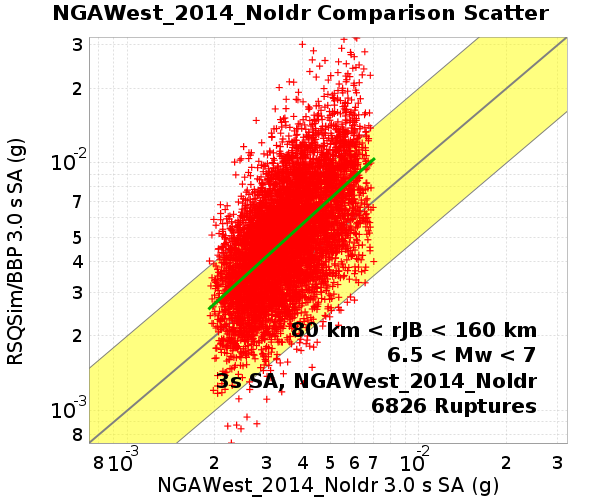 NGAWest_2014_NoIdr Comparison Scatter
3
2
10-2
7
5
4
3
2
10-3
8
RSQSim/BBP 3.0 s SA (g)
80 km < rJB < 160 km
6.5 < Mw < 7
3s SA, NGAWest_2014_NoIdr
6826 Ruptures
8 10-3 2 3 4 5 6 7 10-2 2 3
NGAWest_2014_NoIdr 3.0 s SA (g)